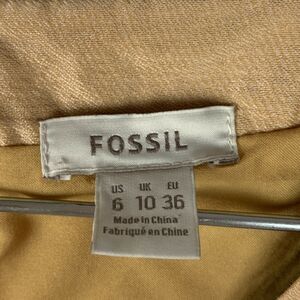 FOSSIL
US UK EU
6 10 36
Made in China
Fabriqué en Chine